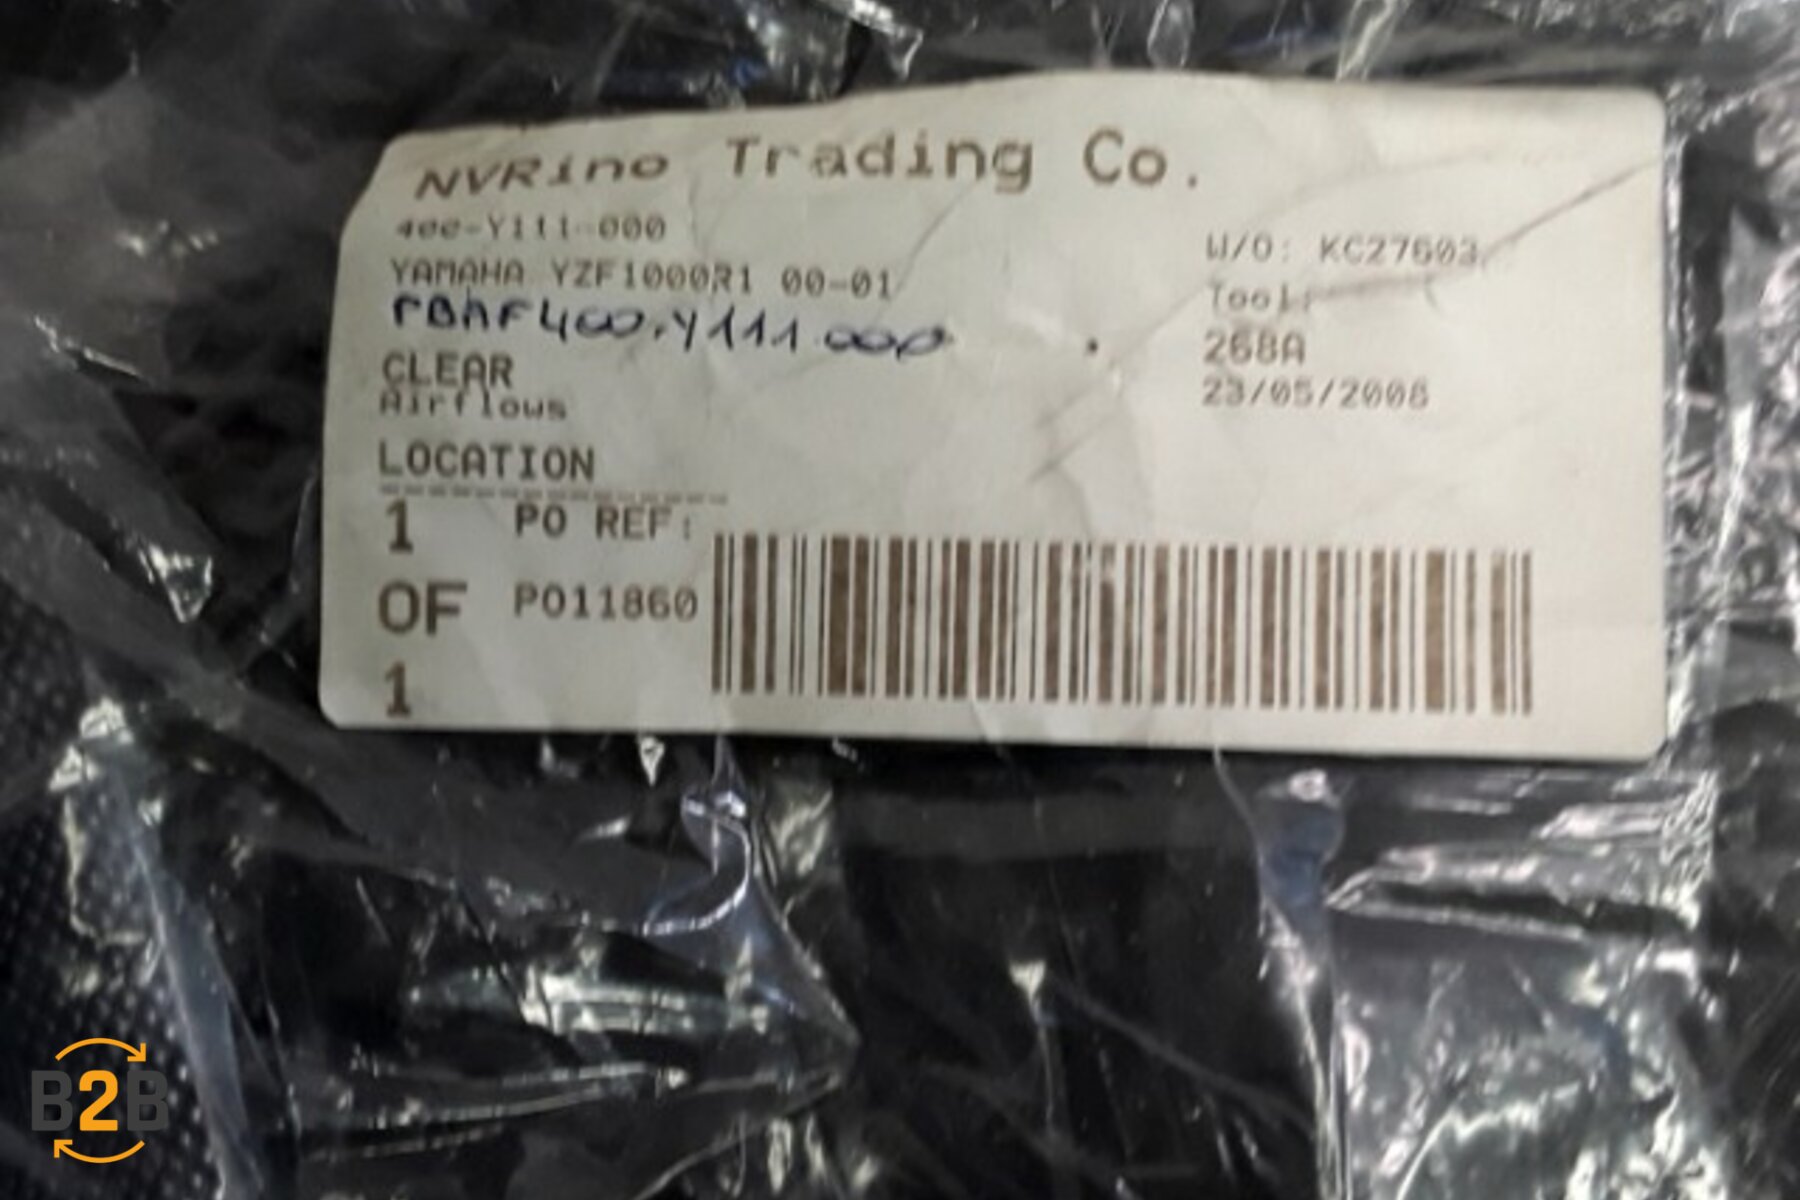 NVRino Trading Co.
400-Y111-000
YAMAHA YZF1000R1 00-01
W/O: KC27603
Tool:
268A
23/05/2008
400.Y111.000
CLEAR
Airflows
LOCATION
1
OF
1
PO REF:
PO11860
B2B